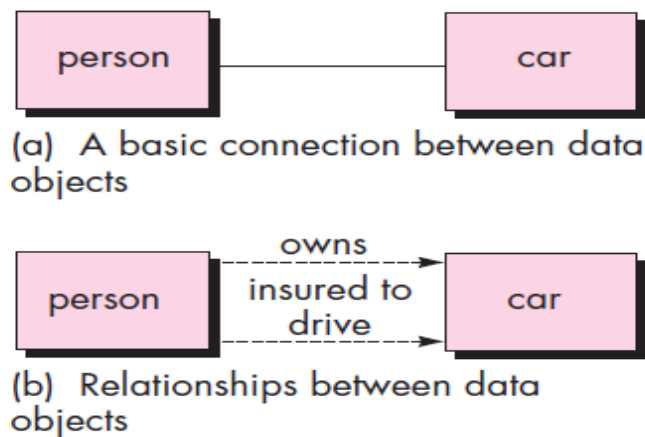 person
car
(a) A basic connection between data
objects
owns
person
insured to
car
drive
(b) Relationships between data
objects